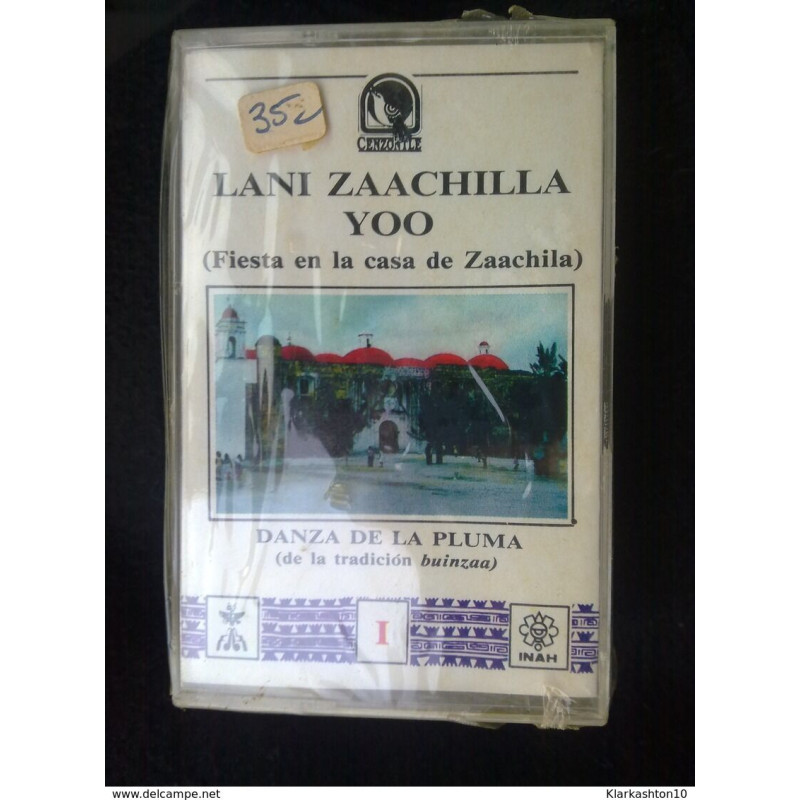 35
CENZONTLE
LANI ZAACHILLA
YOO
(Fiesta en la casa de Zaachila)
DANZA DE LA PLUMA
(de la tradición buinzaa)
I
INAH
www.delcampe.net
Klarkashton10